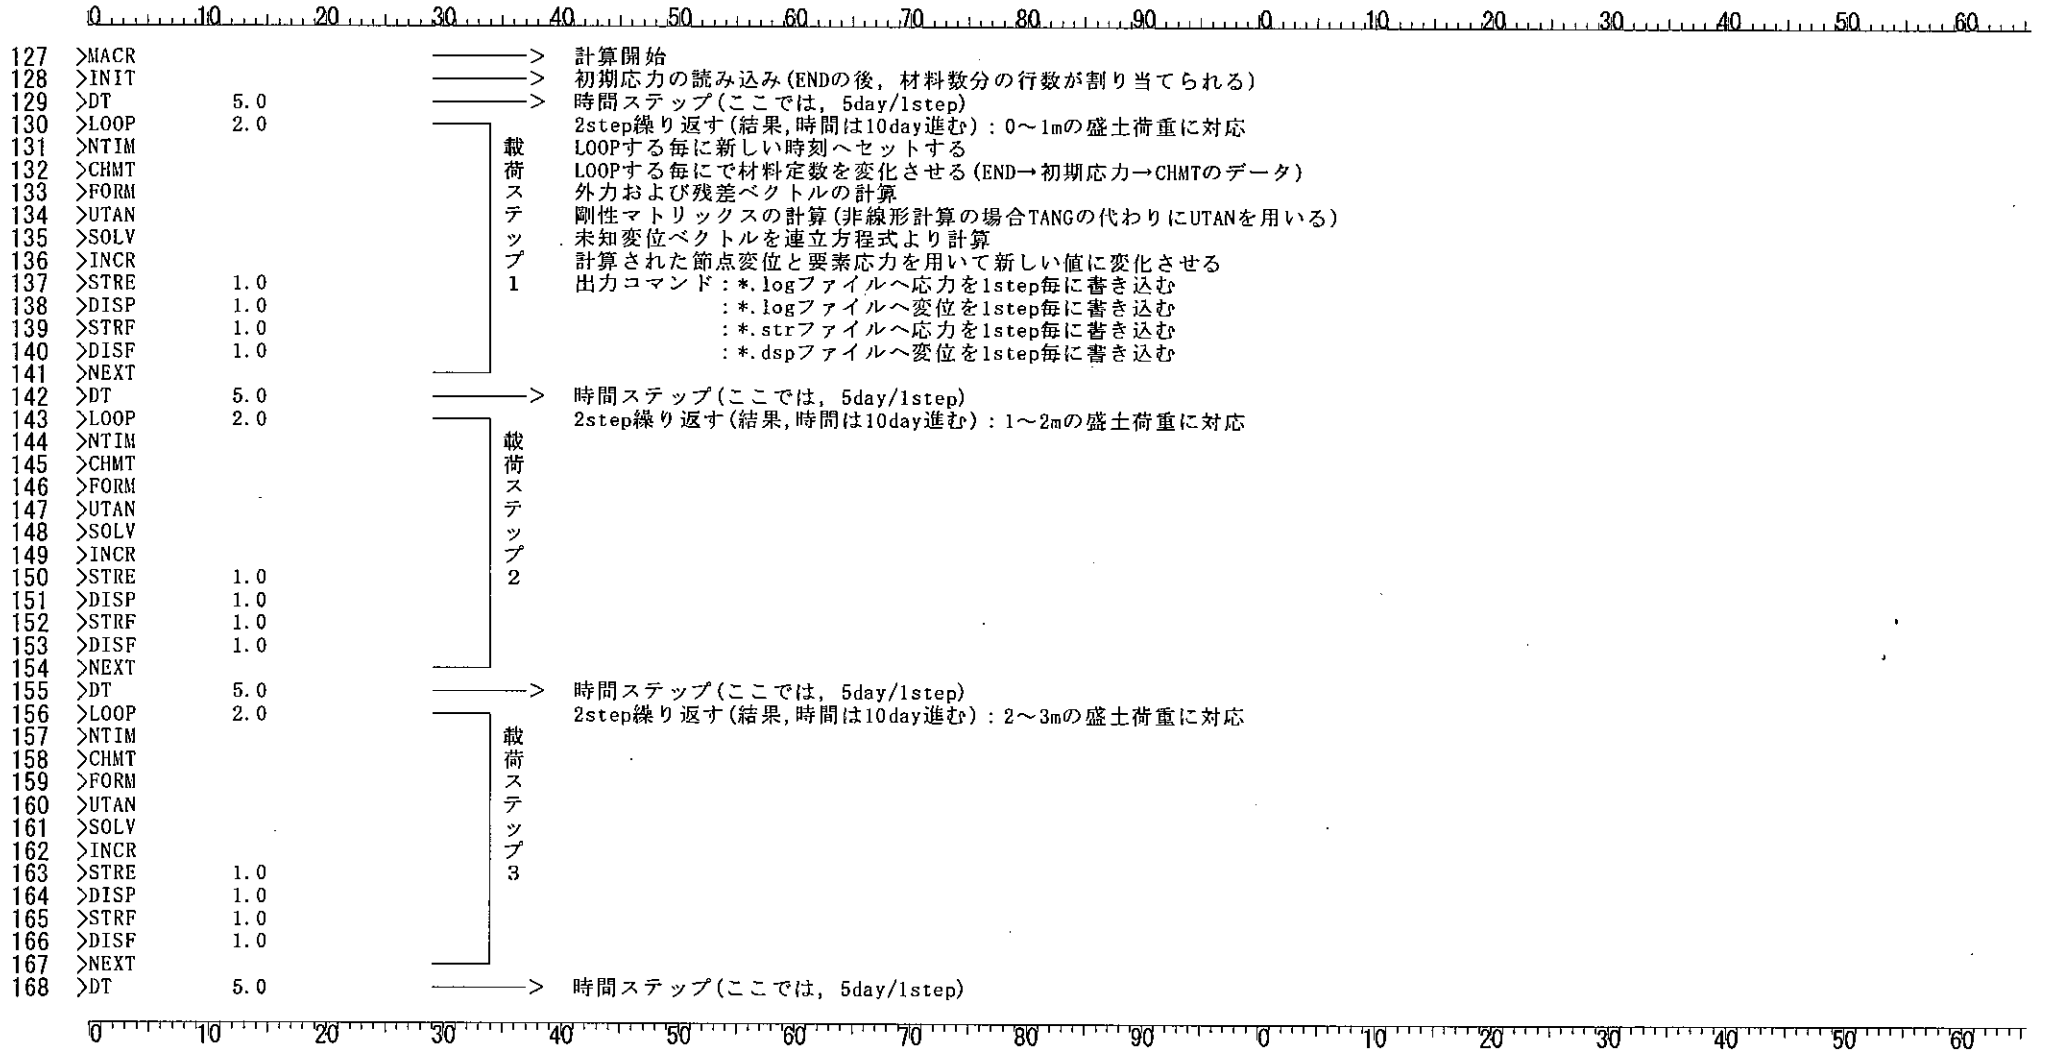 0 10 20 30 40 50 60 70 80 90 0 10 20 30 40 50 60
127 >MACR ———> 計算開始
128 >INIT ———> 初期応力の読み込み(ENDの後, 材料数分の行数が割り当てられる)
129 >DT 5.0 ———> 時間ステップ(ここでは, 5day/1step)
130 >LOOP 2.0 2step繰り返す(結果,時間は10day進む):0~1mの盛土荷重に対応
131 >NTIM 載 LOOPする毎に新しい時刻へセットする
132 >CHMT 荷 LOOPする毎にで材料定数を変化させる(END→初期応力→CHMTのデータ)
133 >FORM ス 外力および残差ベクトルの計算
134 >UTAN テ 剛性マトリックスの計算(非線形計算の場合TANGの代わりにUTANを用いる)
135 >SOLV ッ 未知変位ベクトルを連立方程式より計算
136 >INCR プ 計算された節点変位と要素応力を用いて新しい値に変化させる
137 >STRE 1.0 1 出力コマンド:*.logファイルへ応力を1step毎に書き込む
138 >DISP 1.0 :*.logファイルへ変位を1step毎に書き込む
139 >STRF 1.0 :*.strファイルへ応力を1step毎に書き込む
140 >DISF 1.0 :*.dspファイルへ変位を1step毎に書き込む
141 >NEXT
142 >DT 5.0 ———> 時間ステップ(ここでは, 5day/1step)
143 >LOOP 2.0 2step繰り返す(結果,時間は10day進む):1~2mの盛土荷重に対応
144 >NTIM 載
145 >CHMT 荷
146 >FORM ス
147 >UTAN テ
148 >SOLV ッ
149 >INCR プ
150 >STRE 1.0 2
151 >DISP 1.0
152 >STRF 1.0
153 >DISF 1.0
154 >NEXT
155 >DT 5.0 ———> 時間ステップ(ここでは, 5day/1step)
156 >LOOP 2.0 2step繰り返す(結果,時間は10day進む):2~3mの盛土荷重に対応
157 >NTIM 載
158 >CHMT 荷
159 >FORM ス
160 >UTAN テ
161 >SOLV ッ
162 >INCR プ
163 >STRE 1.0 3
164 >DISP 1.0
165 >STRF 1.0
166 >DISF 1.0
167 >NEXT
168 >DT 5.0 ———> 時間ステップ(ここでは, 5day/1step)
0 10 20 30 40 50 60 70 80 90 0 10 20 30 40 50 60